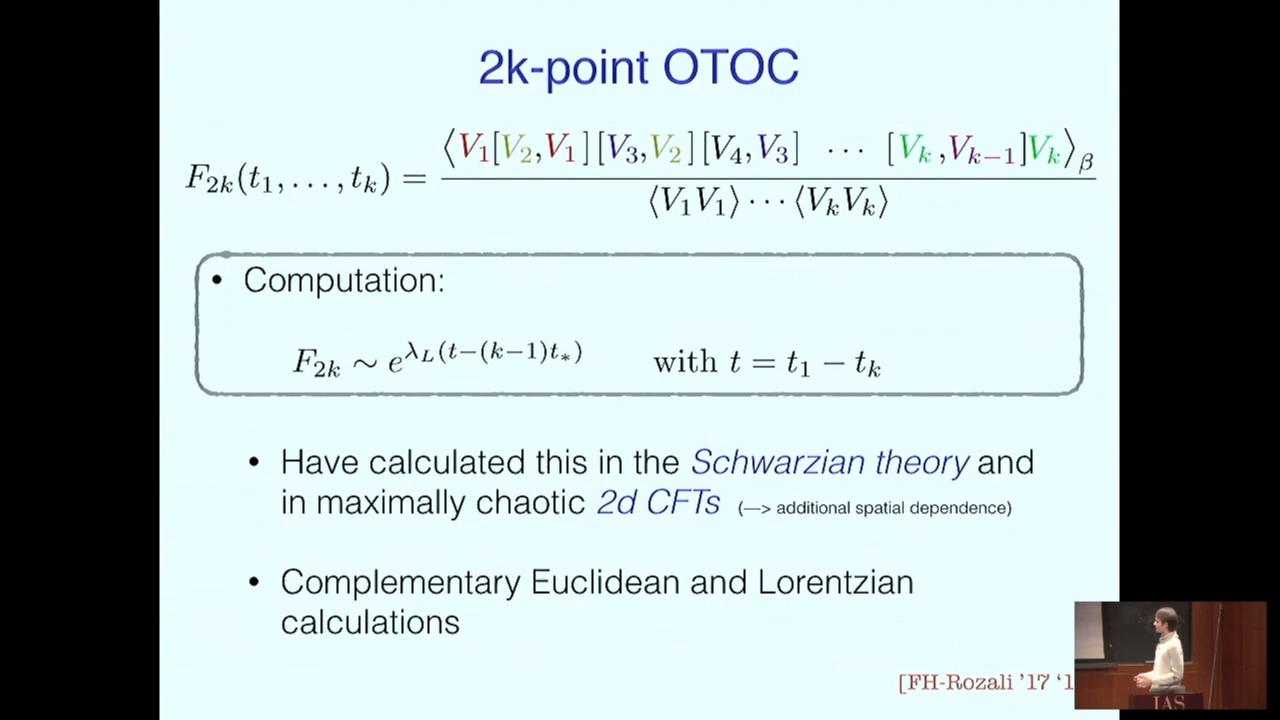 2k-point OTOC
F_{2k}(t_1, ..., t_k) = ⟨V_1[V_2,V_1][V_3,V_2][V_4,V_3] ··· [V_k,V_{k−1}]V_k⟩_β / ⟨V_1V_1⟩ ··· ⟨V_kV_k⟩
• Computation:
F_{2k} ∼ e^{λ_L(t−(k−1)t_*)} with t = t_1 − t_k
• Have calculated this in the Schwarzian theory and
in maximally chaotic 2d CFTs (—> additional spatial dependence)
• Complementary Euclidean and Lorentzian
calculations
[FH-Rozali '17 '1
IAS